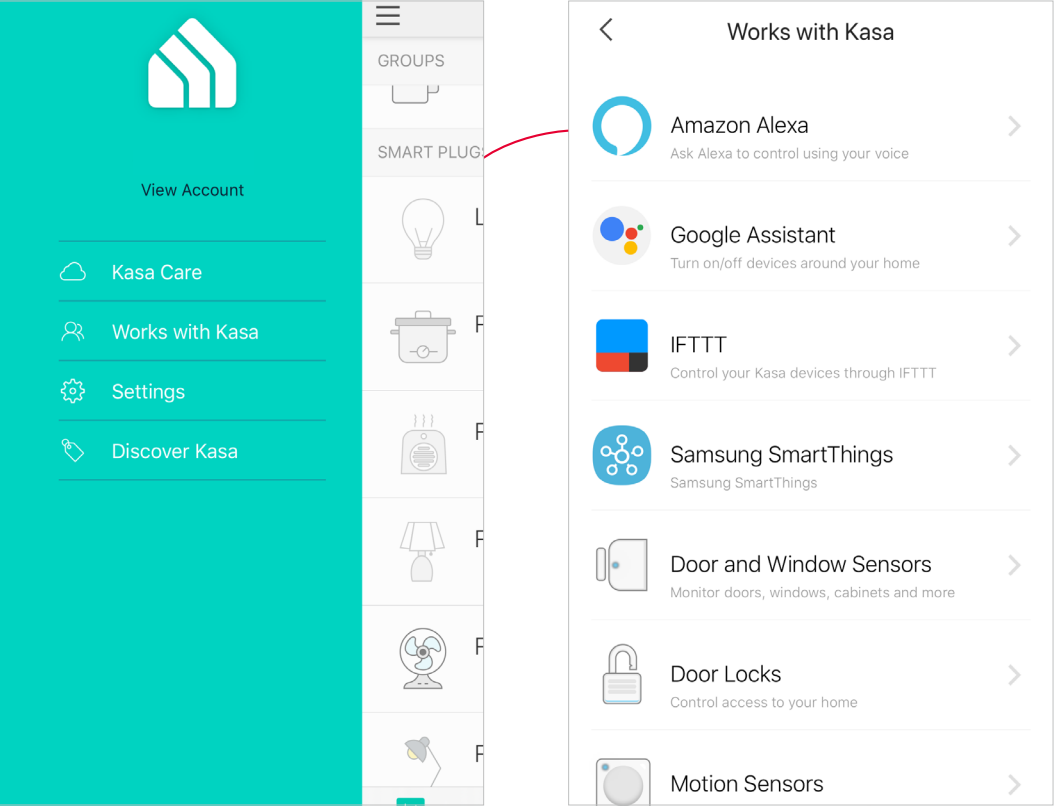 View Account
Kasa Care
Works with Kasa
Settings
Discover Kasa
GROUPS
SMART PLUG
L
Works with Kasa
Amazon Alexa
Ask Alexa to control using your voice
Google Assistant
Turn on/off devices around your home
IFTTT
Control your Kasa devices through IFTTT
Samsung SmartThings
Samsung SmartThings
Door and Window Sensors
Monitor doors, windows, cabinets and more
Door Locks
Control access to your home
Motion Sensors